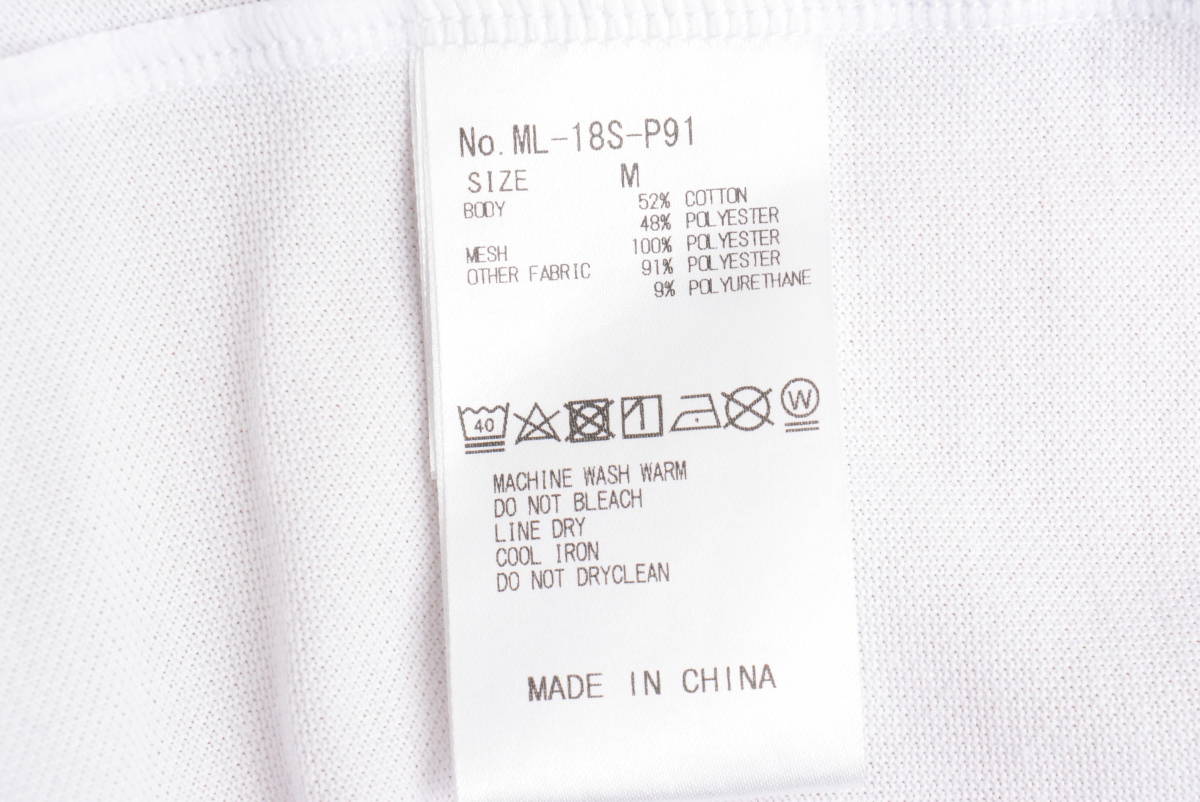 No. ML-18S-P91
SIZE M
BODY 52% COTTON
48% POLYESTER
MESH 100% POLYESTER
OTHER FABRIC 91% POLYESTER
9% POLYURETHANE
40 W
MACHINE WASH WARM
DO NOT BLEACH
LINE DRY
COOL IRON
DO NOT DRYCLEAN
MADE IN CHINA